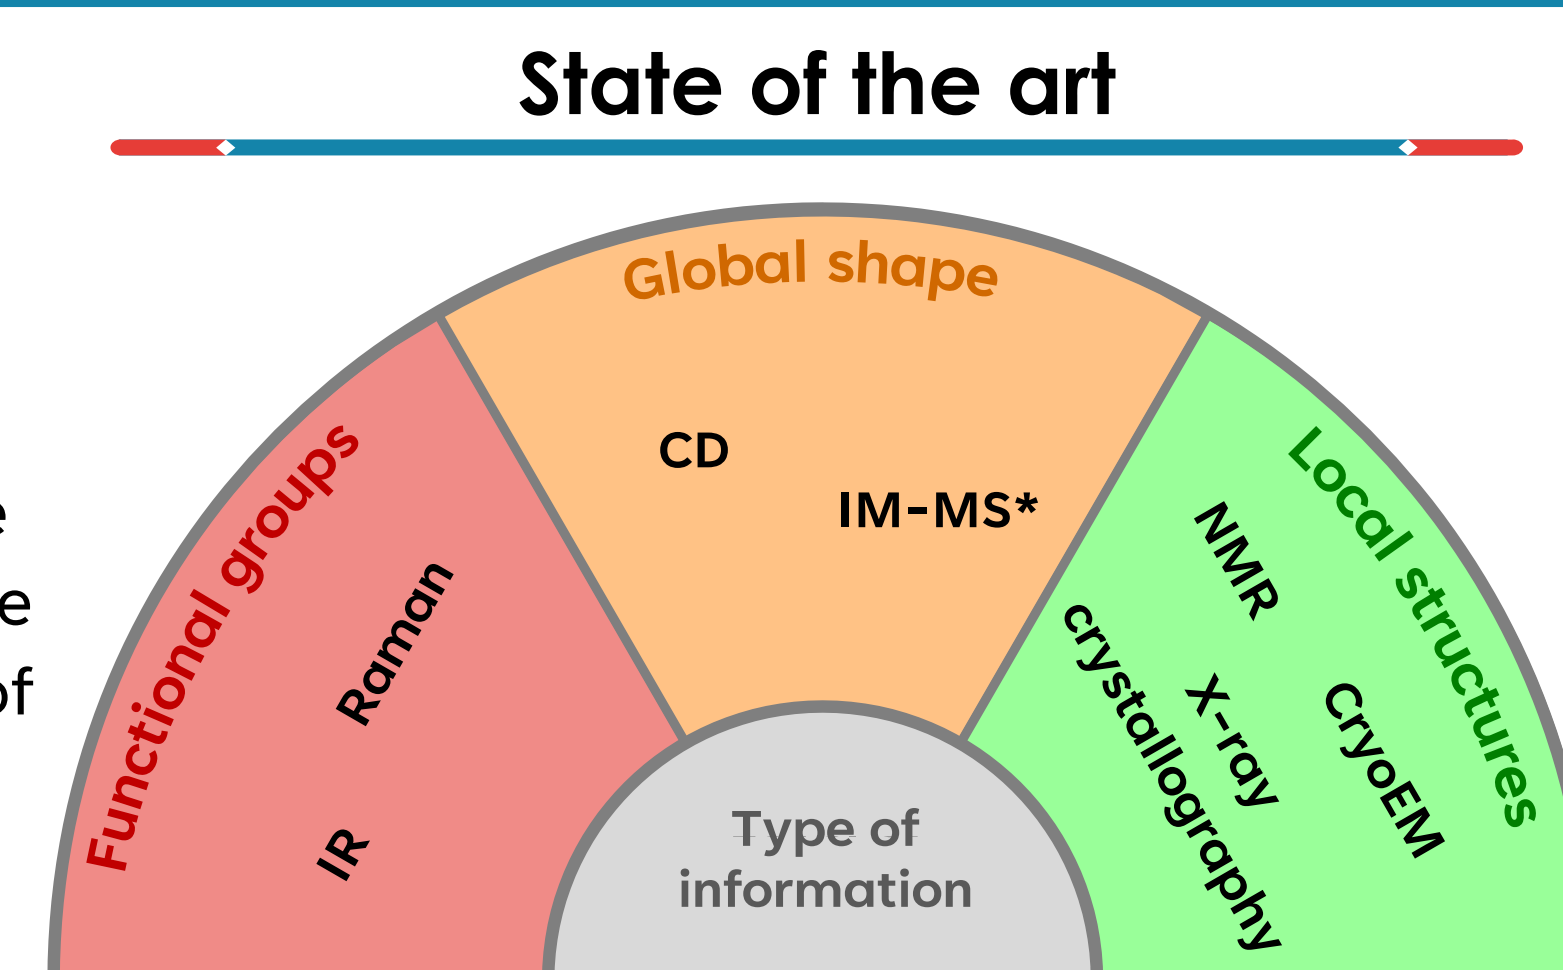 State of the art
Global shape
Functional groups
Local structures
CD
IM-MS*
Raman
IR
NMR
X-ray
crystallography
CryoEM
Type of
information
e
of